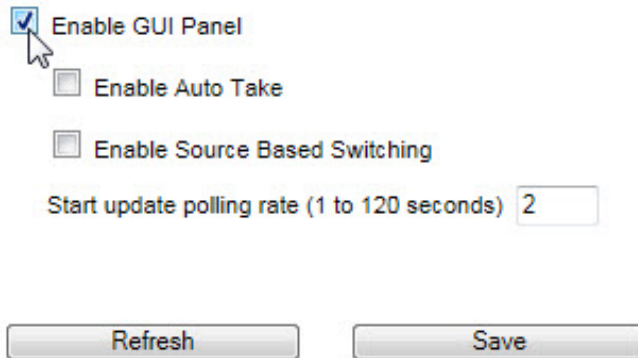 Enable GUI Panel
Enable Auto Take
Enable Source Based Switching
Start update polling rate (1 to 120 seconds) 2
Refresh Save